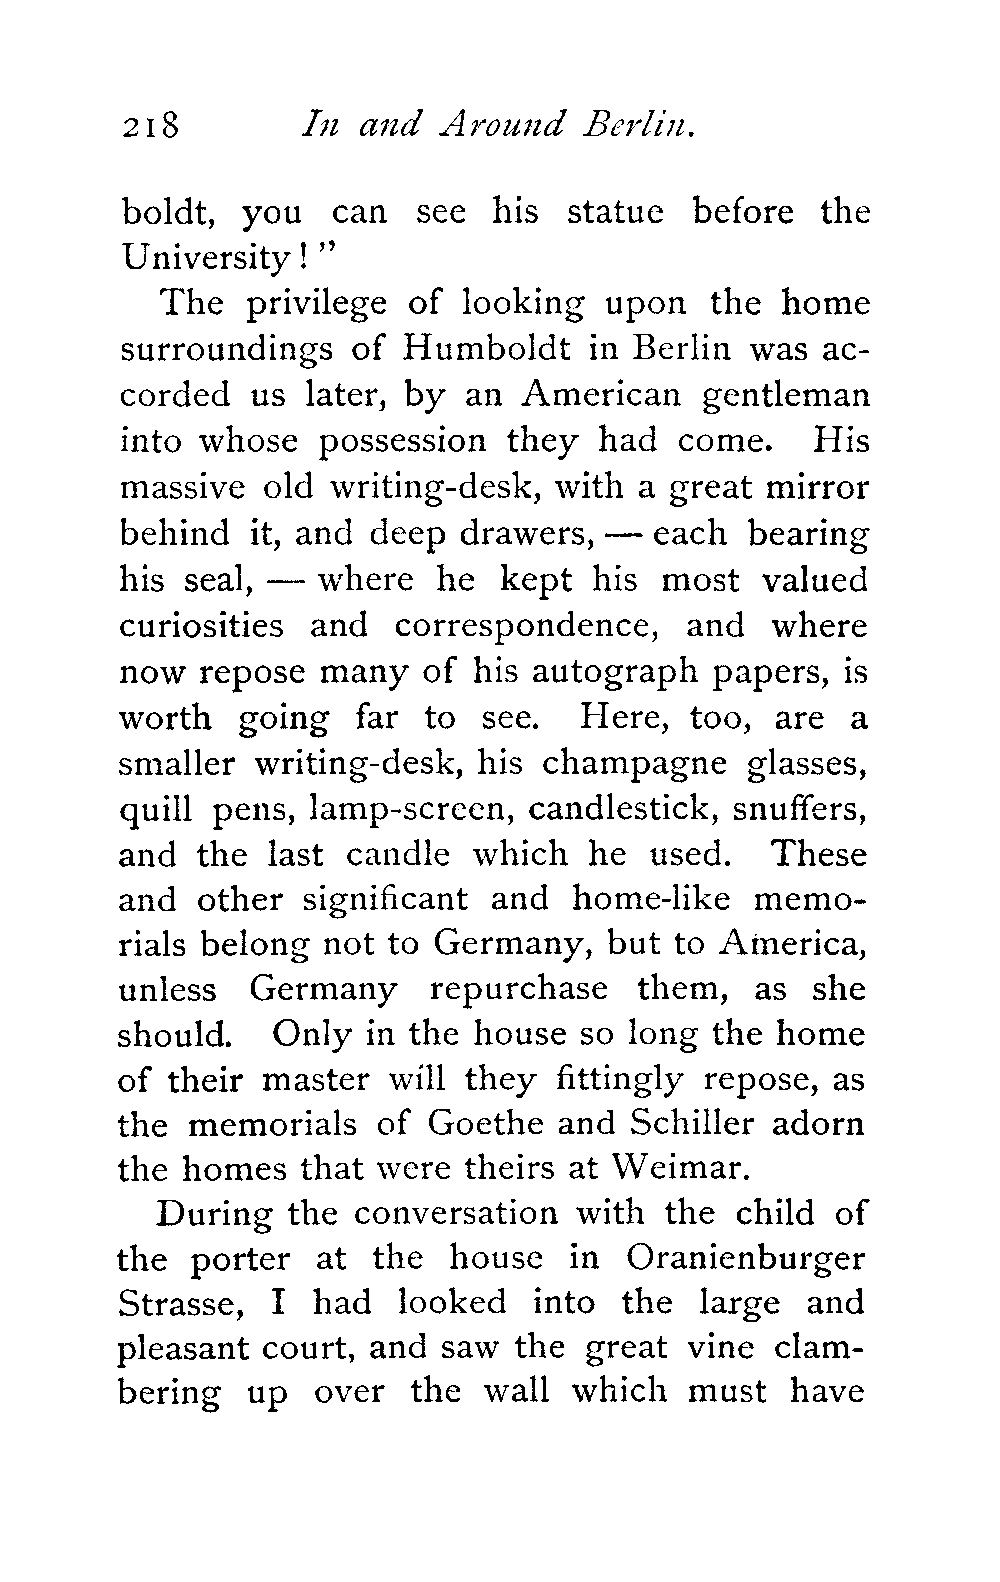 218 In and Around Berlin.
boldt, you can see his statue before the
University! "
The privilege of looking upon the home
surroundings of Humboldt in Berlin was ac-
corded us later, by an American gentleman
into whose possession they had come. His
massive old writing-desk, with a great mirror
behind it, and deep drawers, — each bearing
his seal, — where he kept his most valued
curiosities and correspondence, and where
now repose many of his autograph papers, is
worth going far to see. Here, too, are a
smaller writing-desk, his champagne glasses,
quill pens, lamp-screen, candlestick, snuffers,
and the last candle which he used. These
and other significant and home-like memo-
rials belong not to Germany, but to America,
unless Germany repurchase them, as she
should. Only in the house so long the home
of their master will they fittingly repose, as
the memorials of Goethe and Schiller adorn
the homes that were theirs at Weimar.
During the conversation with the child of
the porter at the house in Oranienburger
Strasse, I had looked into the large and
pleasant court, and saw the great vine clam-
bering up over the wall which must have